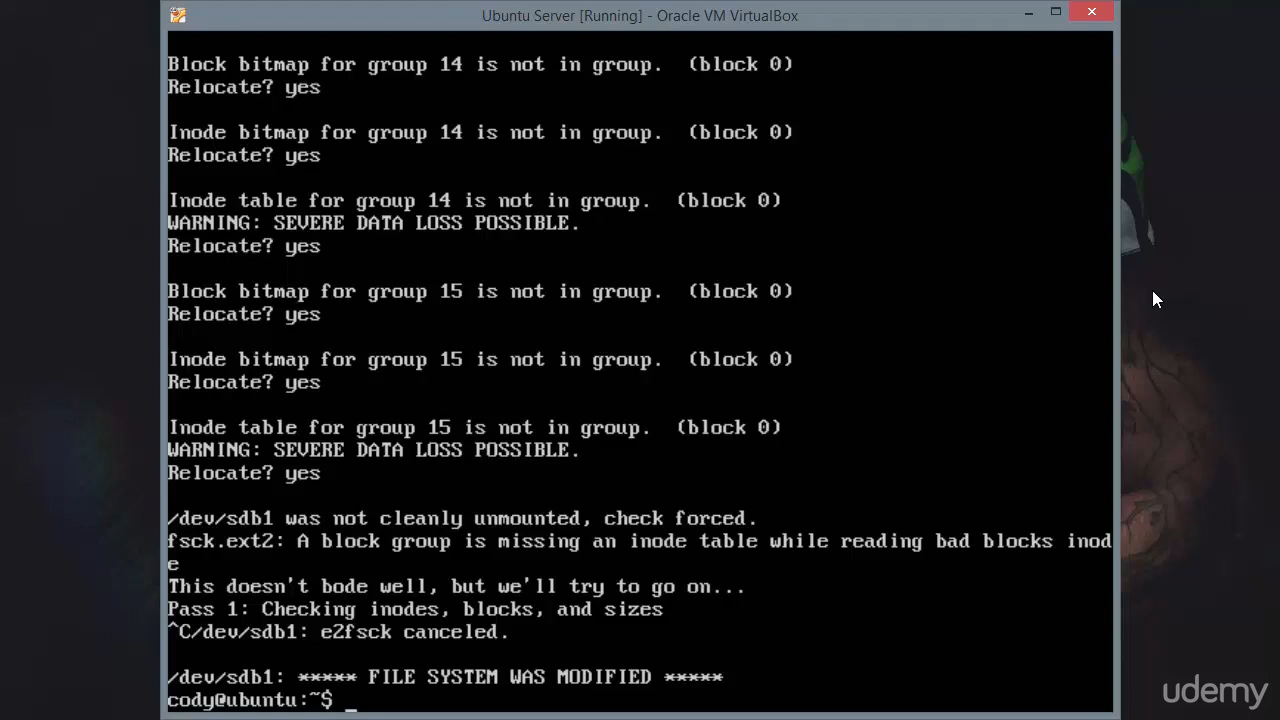 Ubuntu Server [Running] - Oracle VM VirtualBox
Block bitmap for group 14 is not in group.  (block 0)
Relocate? yes
Inode bitmap for group 14 is not in group.  (block 0)
Relocate? yes
Inode table for group 14 is not in group.  (block 0)
WARNING: SEVERE DATA LOSS POSSIBLE.
Relocate? yes
Block bitmap for group 15 is not in group.  (block 0)
Relocate? yes
Inode bitmap for group 15 is not in group.  (block 0)
Relocate? yes
Inode table for group 15 is not in group.  (block 0)
WARNING: SEVERE DATA LOSS POSSIBLE.
Relocate? yes
/dev/sdb1 was not cleanly unmounted, check forced.
fsck.ext2: A block group is missing an inode table while reading bad blocks inod
e
This doesn't bode well, but we'll try to go on...
Pass 1: Checking inodes, blocks, and sizes
^C/dev/sdb1: e2fsck canceled.
/dev/sdb1: ***** FILE SYSTEM WAS MODIFIED *****
cody@ubuntu:~$ _
udemy